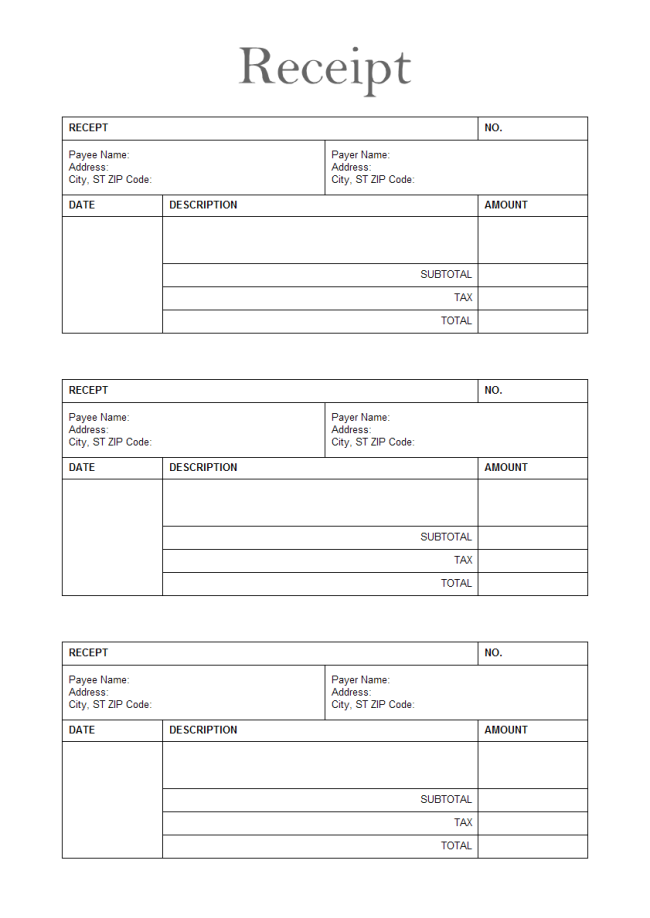 Receipt
RECEPT NO.
Payee Name: Payer Name:
Address: Address:
City, ST ZIP Code: City, ST ZIP Code:
DATE DESCRIPTION AMOUNT
SUBTOTAL
TAX
TOTAL
RECEPT NO.
Payee Name: Payer Name:
Address: Address:
City, ST ZIP Code: City, ST ZIP Code:
DATE DESCRIPTION AMOUNT
SUBTOTAL
TAX
TOTAL
RECEPT NO.
Payee Name: Payer Name:
Address: Address:
City, ST ZIP Code: City, ST ZIP Code:
DATE DESCRIPTION AMOUNT
SUBTOTAL
TAX
TOTAL